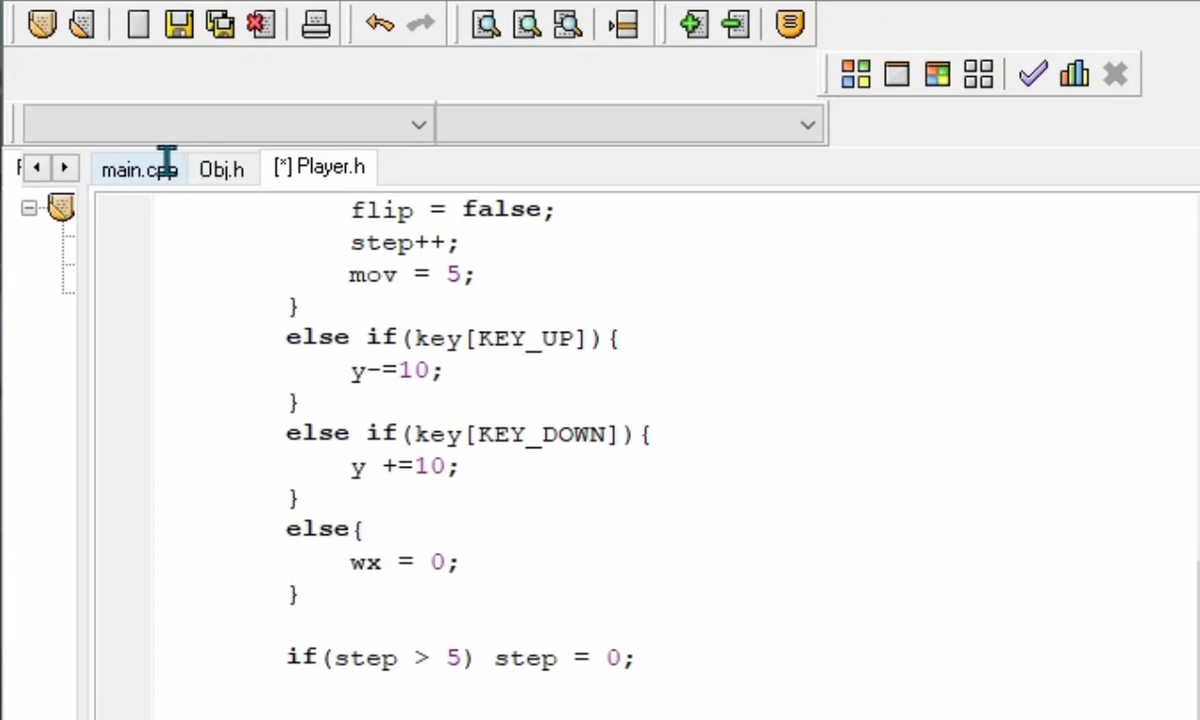 main.cpp
Obj.h
[*] Player.h
flip = false;
step++;
mov = 5;
}
else if(key[KEY_UP]){
y-=10;
}
else if(key[KEY_DOWN]){
y +=10;
}
else{
wx = 0;
}
if(step > 5) step = 0;